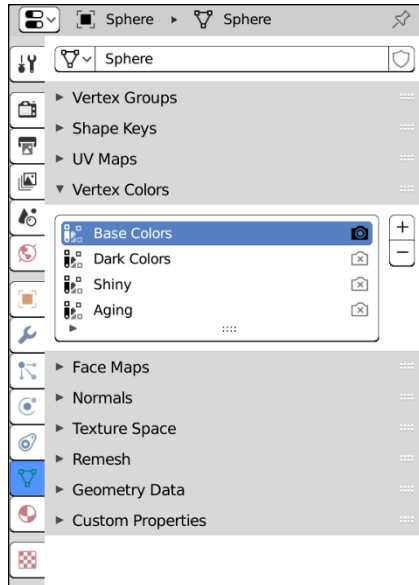 Sphere Sphere
Sphere
Vertex Groups
Shape Keys
UV Maps
Vertex Colors
Base Colors
Dark Colors
Shiny
Aging
Face Maps
Normals
Texture Space
Remesh
Geometry Data
Custom Properties